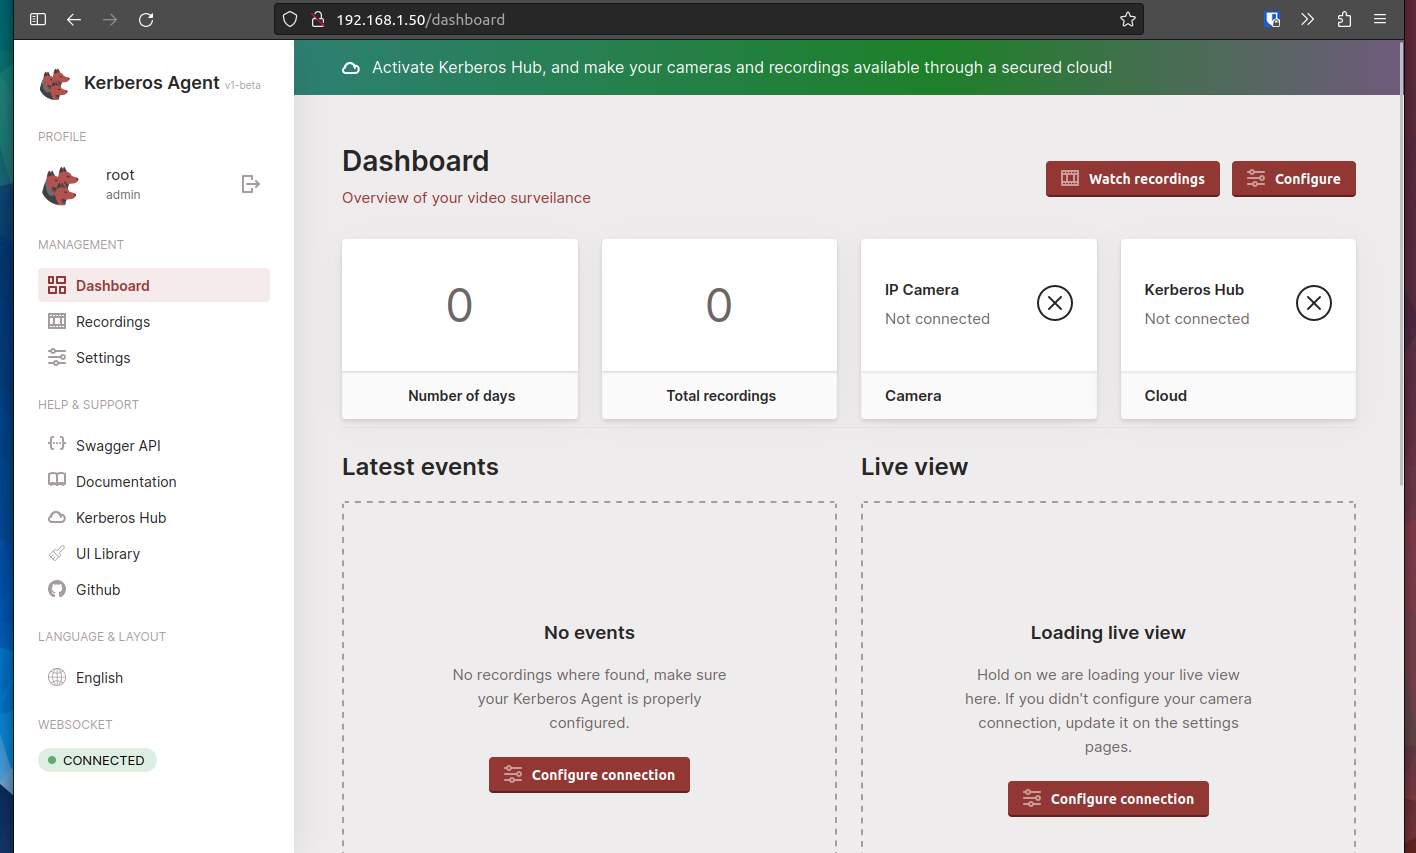 192.168.1.50/dashboard
Kerberos Agent v1-beta
Activate Kerberos Hub, and make your cameras and recordings available through a secured cloud!
PROFILE
root
admin
MANAGEMENT
Dashboard
Recordings
Settings
HELP & SUPPORT
Swagger API
Documentation
Kerberos Hub
UI Library
Github
LANGUAGE & LAYOUT
English
WEBSOCKET
CONNECTED
Dashboard
Overview of your video surveilance
Watch recordings
Configure
0
Number of days
0
Total recordings
IP Camera
Not connected
Camera
Kerberos Hub
Not connected
Cloud
Latest events
No events
No recordings where found, make sure
your Kerberos Agent is properly
configured.
Configure connection
Live view
Loading live view
Hold on we are loading your live view
here. If you didn't configure your camera
connection, update it on the settings
pages.
Configure connection